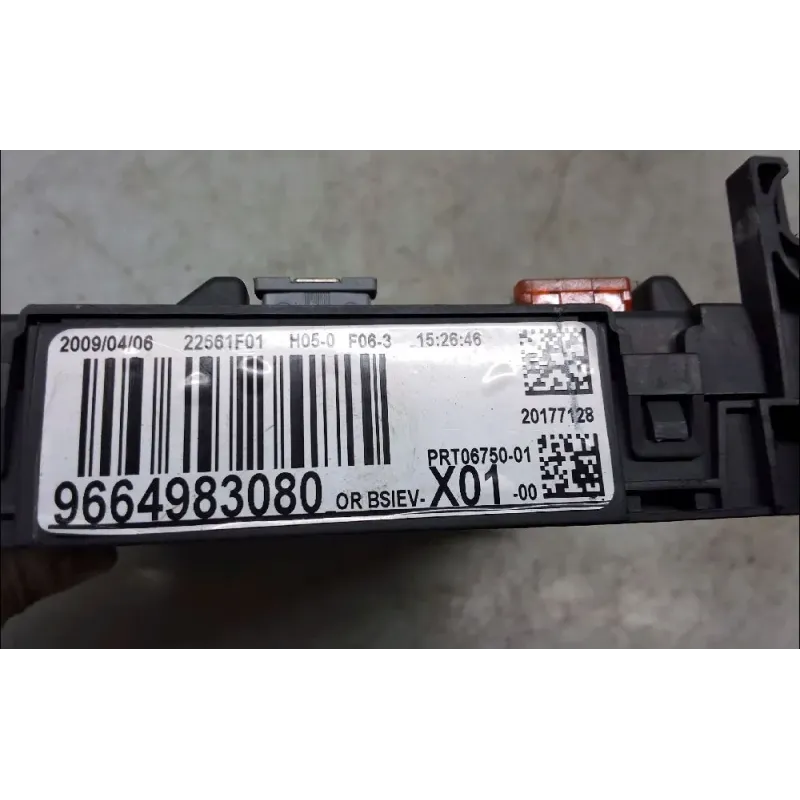 2009/04/06 22561F01 H05-0 F06-3 15:26:46
20177128
PRT06750-01
9664983080 OR BSIEV- X01 -00